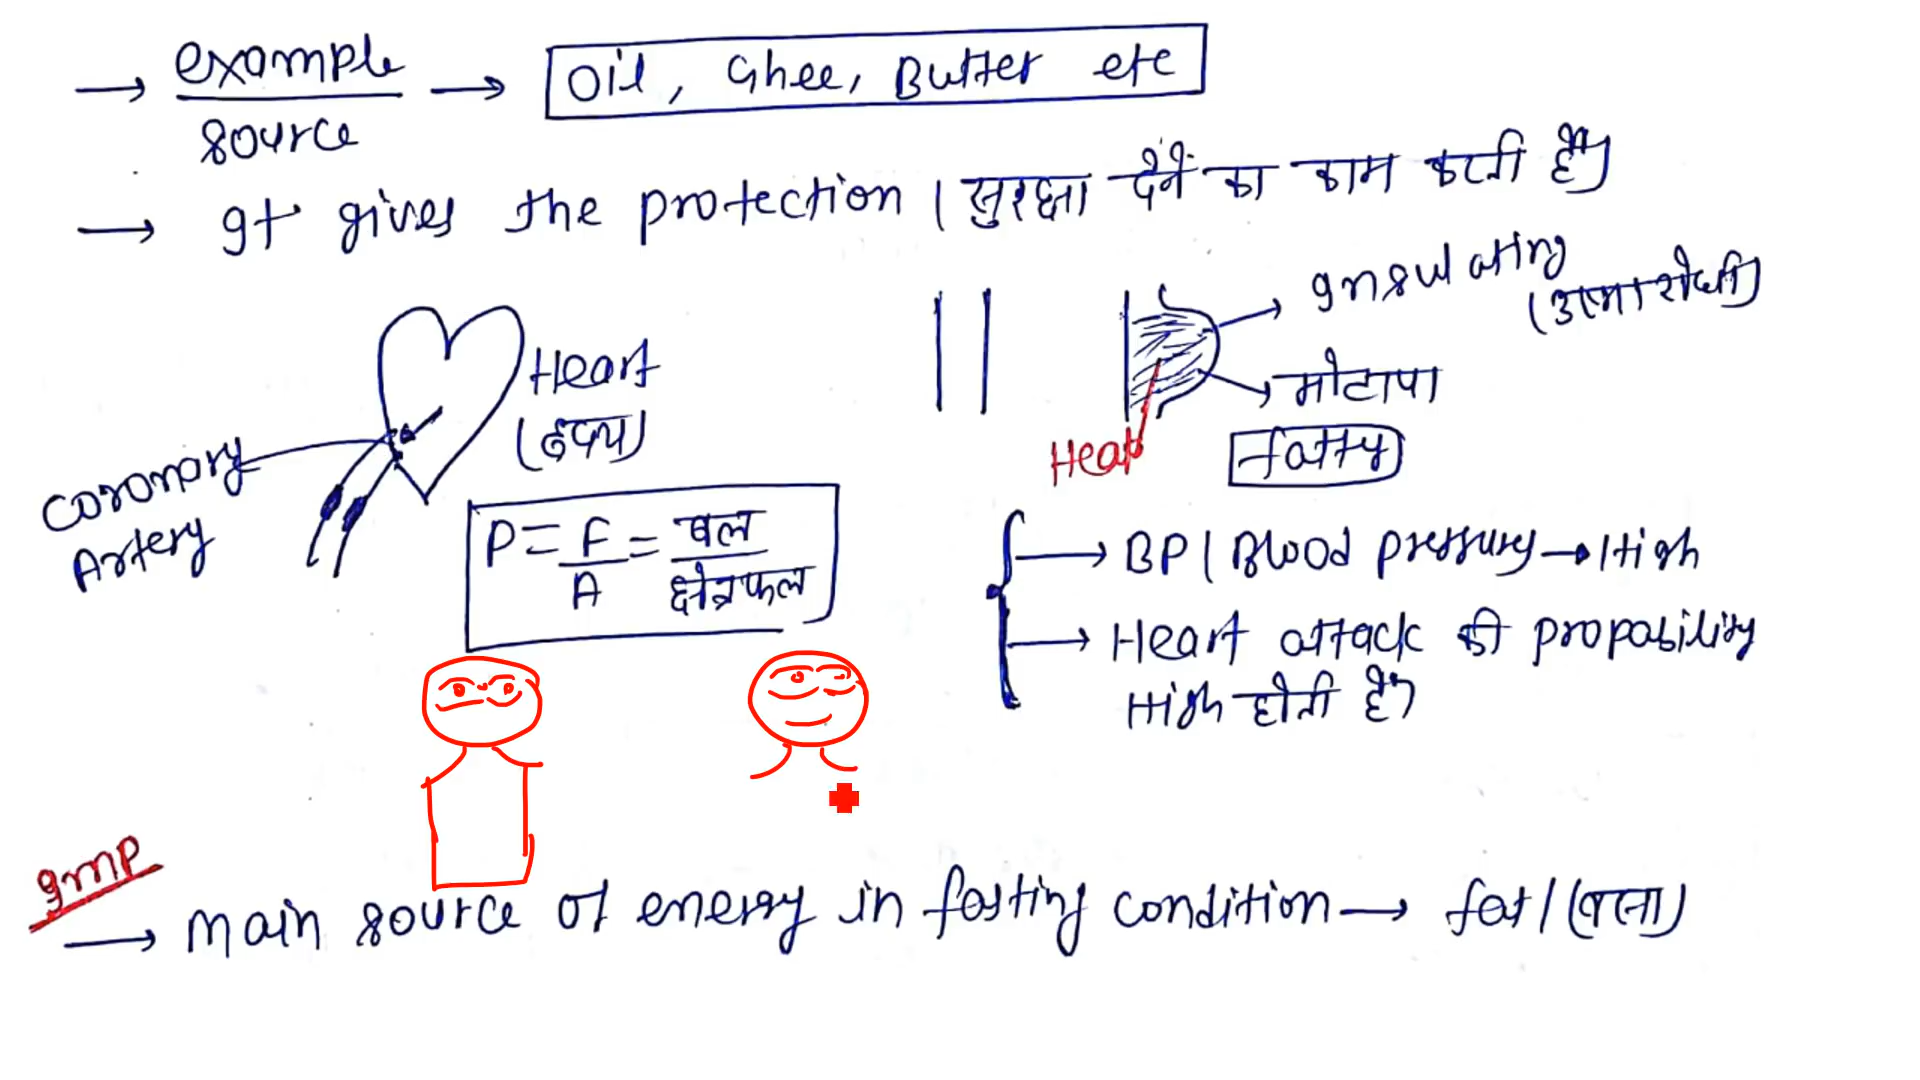 → example → Oil, Ghee, Butter etc
source
→ It gives the protection | सुरक्षा देने का काम करती है।
Insulating
(उष्मारोधी)
Heart
(हृदय)
मोटापा
Heat
fatty
Coronary
Artery
P = F/A = बल/क्षेत्रफल
→ BP | Blood pressure → High
→ Heart attack की propability
High होती है।
Imp
→ Main source of energy in fasting condition → fat / (वसा)